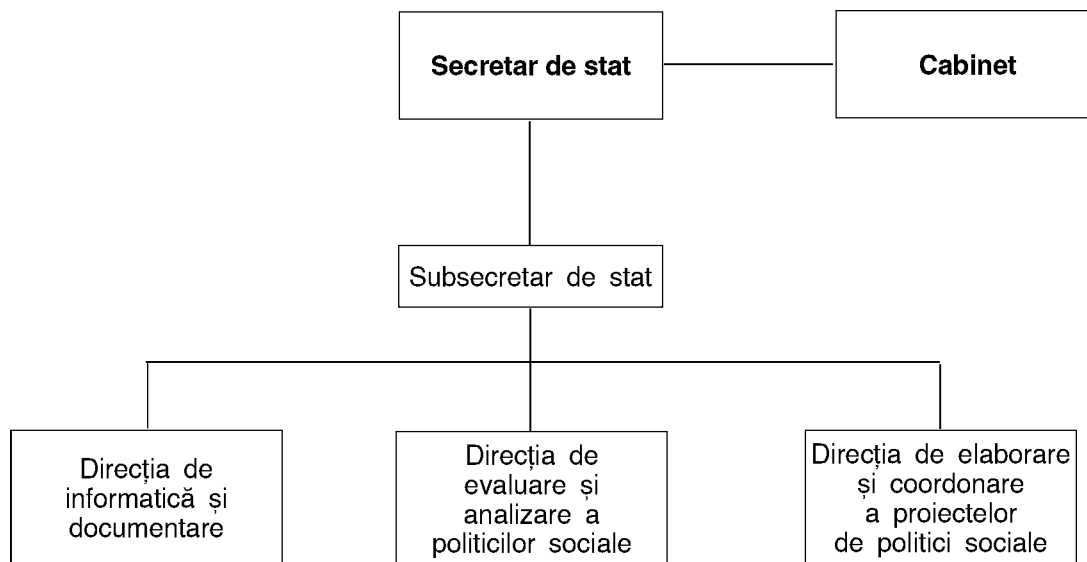 Secretar de stat
Cabinet
Subsecretar de stat
Direcția de
informatică și
documentare
Direcția de
evaluare și
analizare a
politicilor sociale
Direcția de elaborare
și coordonare
a proiectelor
de politici sociale